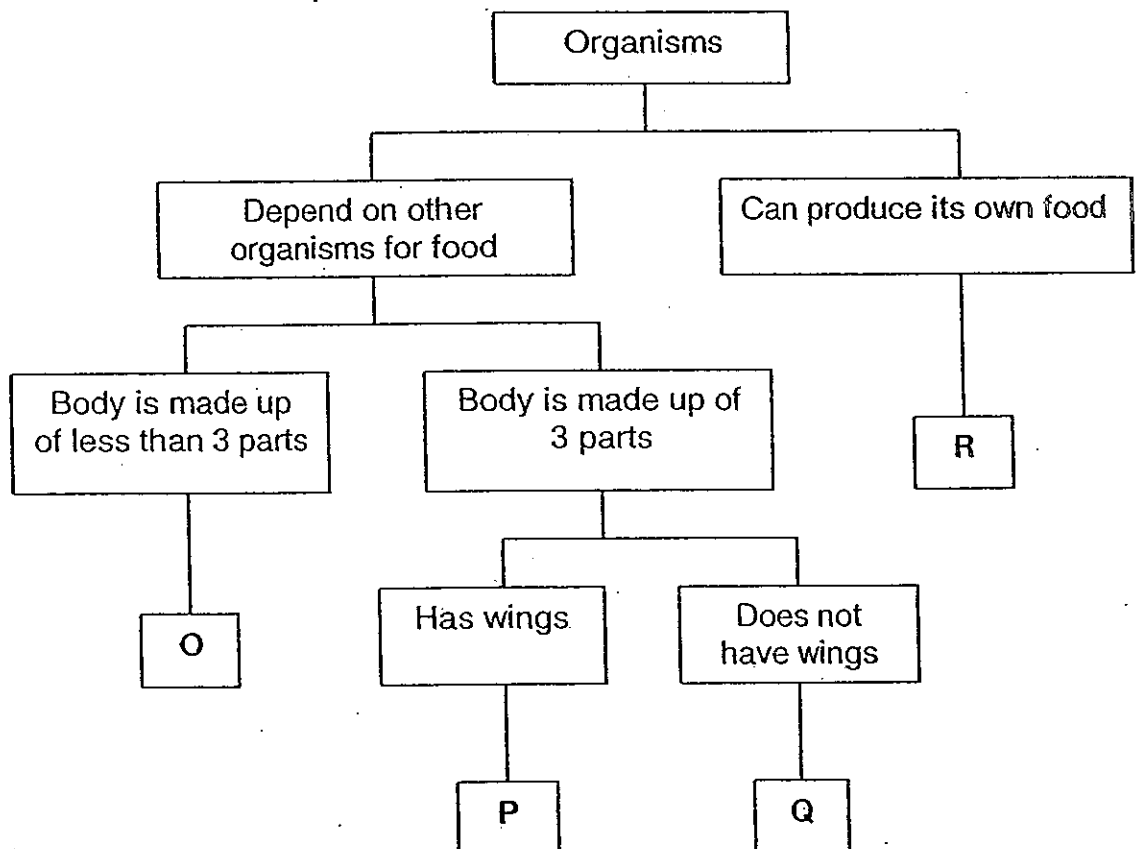 Organisms
Depend on other
organisms for food
Can produce its own food
Body is made up
of less than 3 parts
Body is made up of
3 parts
R
Has wings
Does not
have wings
O
P
Q